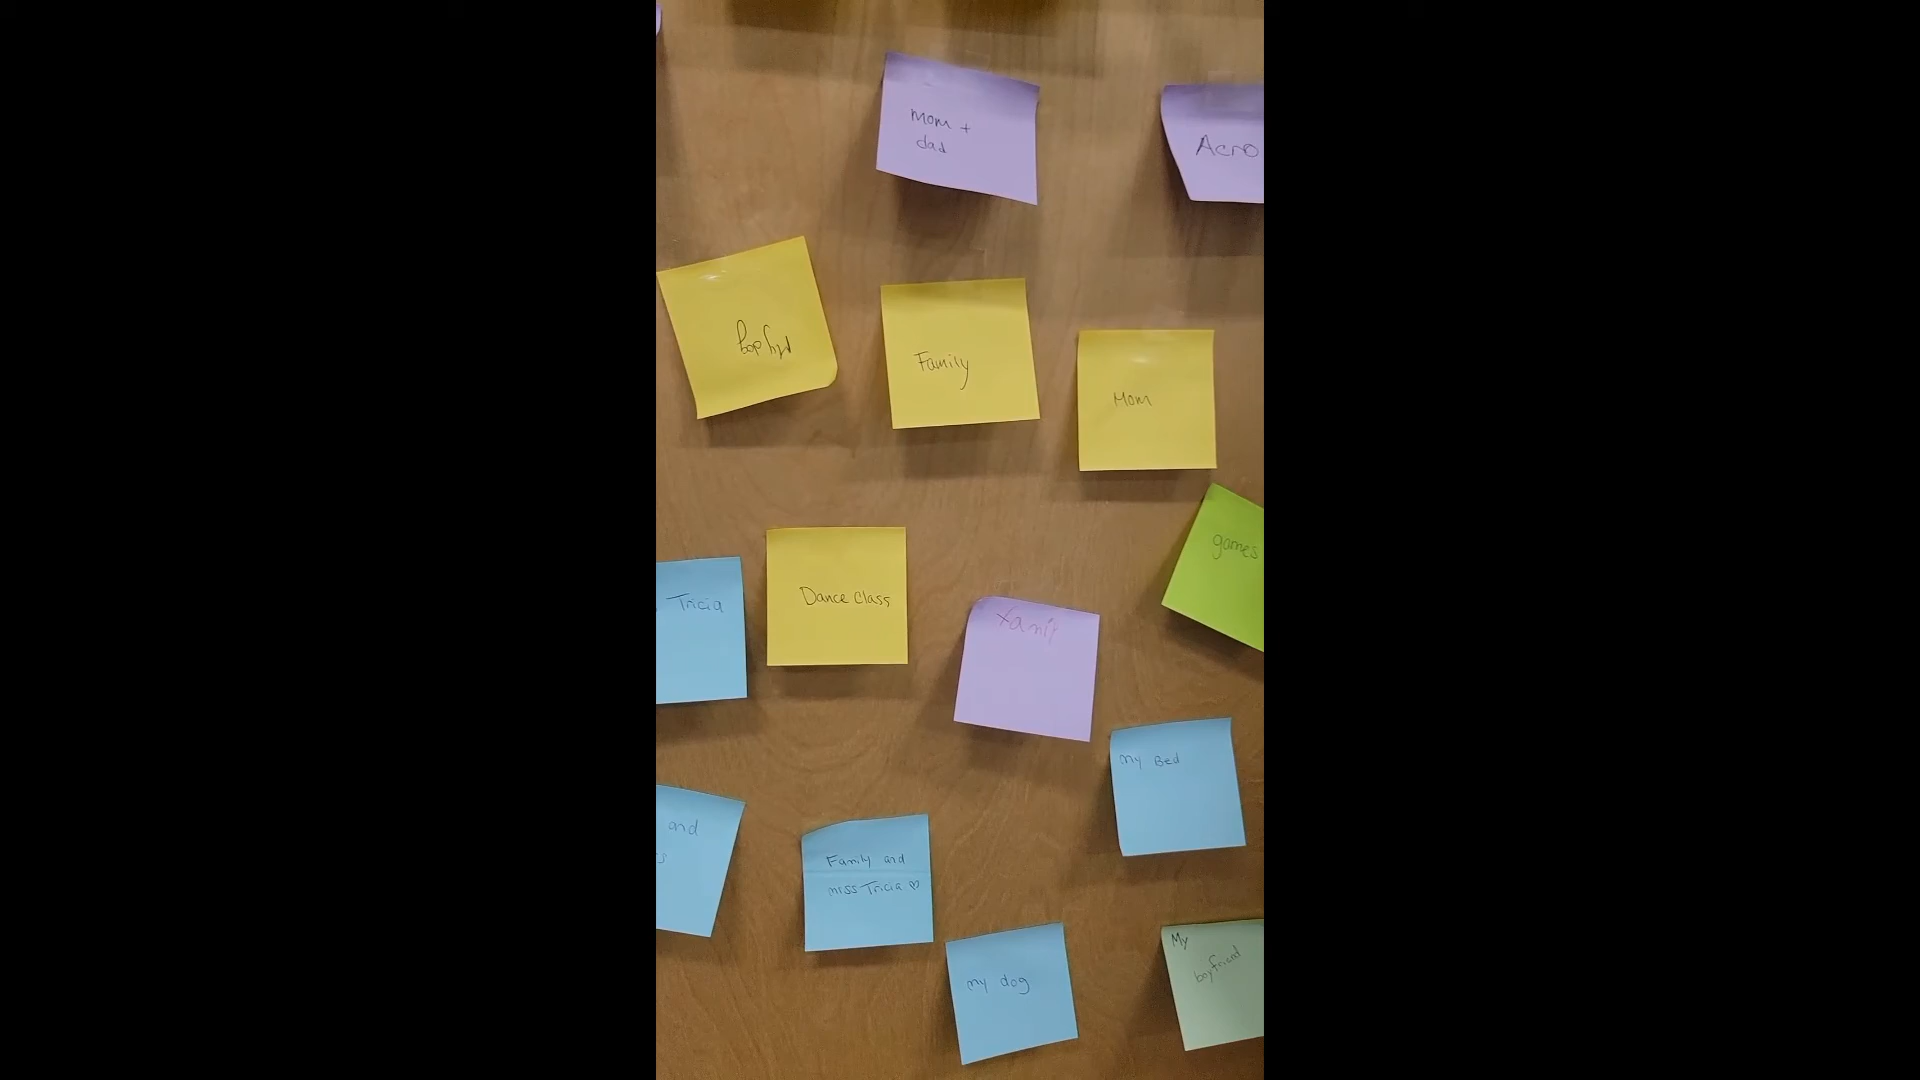 Mom +
dad
Acro
My dog
Family
Mom
games
Tricia
Dance Class
My Bed
and
Family and
miss Tricia ♡
my dog
My
boyfriend